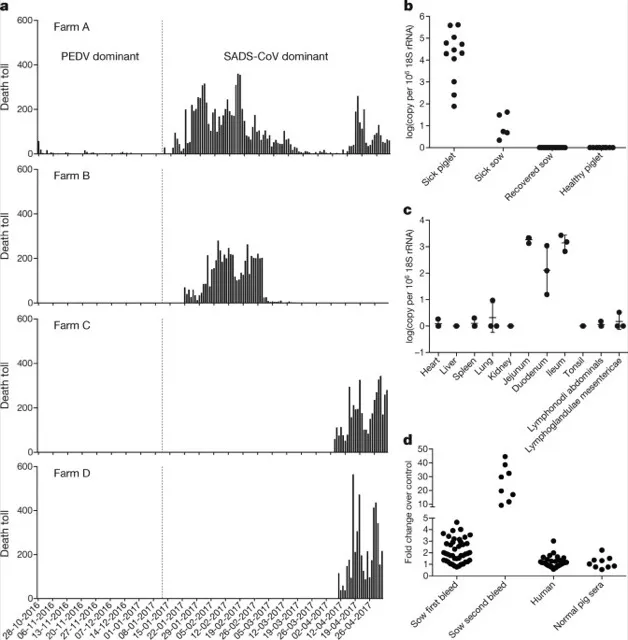 a
Death toll
600
400
200
0
Farm A
PEDV dominant
SADS-CoV dominant
Death toll
600
400
200
0
Farm B
Death toll
600
400
200
0
Farm C
Death toll
600
400
200
0
Farm D
28-10-2016
06-11-2016
13-11-2016
20-11-2016
27-11-2016
07-12-2016
14-12-2016
01-01-2017
08-01-2017
15-01-2017
22-01-2017
29-01-2017
05-02-2017
12-02-2017
19-02-2017
26-02-2017
05-03-2017
12-03-2017
19-03-2017
26-03-2017
02-04-2017
12-04-2017
19-04-2017
26-04-2017
b
log(copy per 10⁶ 18S rRNA)
6
5
4
3
2
1
0
Sick piglet
Sick sow
Recovered sow
Healthy piglet
c
log(copy per 10⁶ 18S rRNA)
4
3
2
1
0
−1
Heart
Liver
Spleen
Lung
Kidney
Jejunum
Duodenum
Ileum
Tonsil
Lymphonodi abdominals
Lymphoglandulae mesentericae
d
Fold change over control
50
40
30
20
10
5
4
3
2
1
0
Sow first bleed
Sow second bleed
Human
Normal pig sera